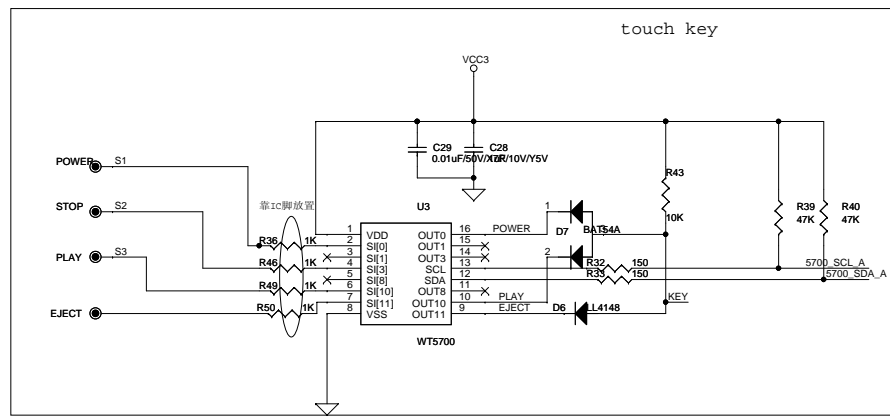 touch key
VCC3
C29
0.01uF/50V/X7R
C28
1uF/10V/Y5V
POWER
S1
STOP
S2
PLAY
S3
EJECT
靠IC脚放置
R36
1K
R46
1K
R49
1K
R50
1K
U3
1
VDD
OUT0
16
POWER
2
SI[0]
OUT1
15
3
SI[1]
OUT3
14
4
SI[3]
SCL
13
5
SI[8]
SDA
12
6
SI[10]
OUT8
11
7
SI[11]
OUT10
10
PLAY
8
VSS
OUT11
9
EJECT
WT5700
1
D7
BAT54A
3
2
R32
150
R33
150
D6
LL4148
R43
10K
KEY
R39
47K
R40
47K
5700_SCL_A
5700_SDA_A